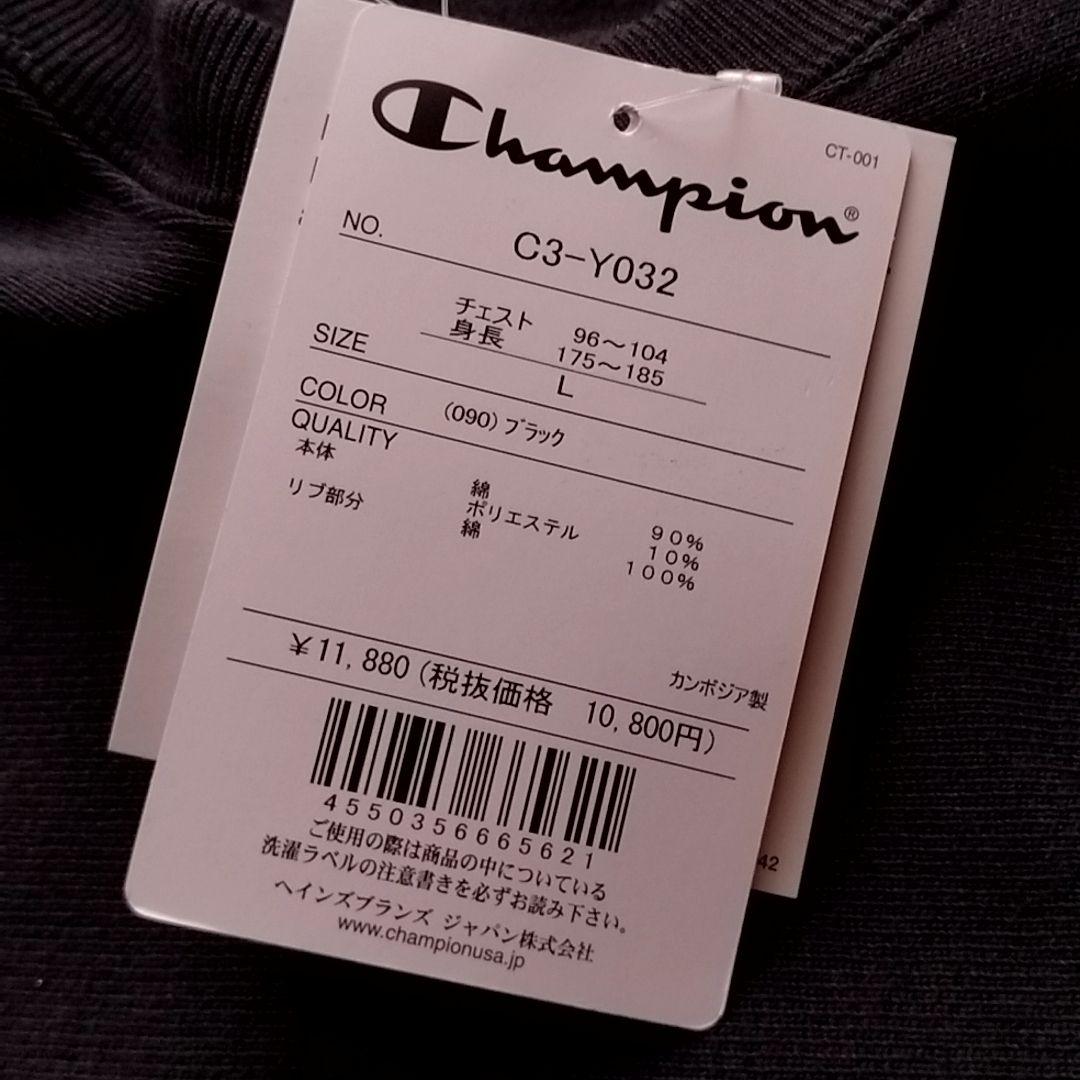 Champion®
CT-001
NO. C3-Y032
チェスト 96～104
身長 175～185
SIZE L
COLOR (090) ブラック
QUALITY
本体 綿 90%
ポリエステル 10%
リブ部分 綿 100%
カンボジア製
¥11,880(税抜価格 10,800円)
4550356665621
ご使用の際は商品の中についている
洗濯ラベルの注意書きを必ずお読み下さい。
ヘインズブランズ ジャパン株式会社
www.championusa.jp
42